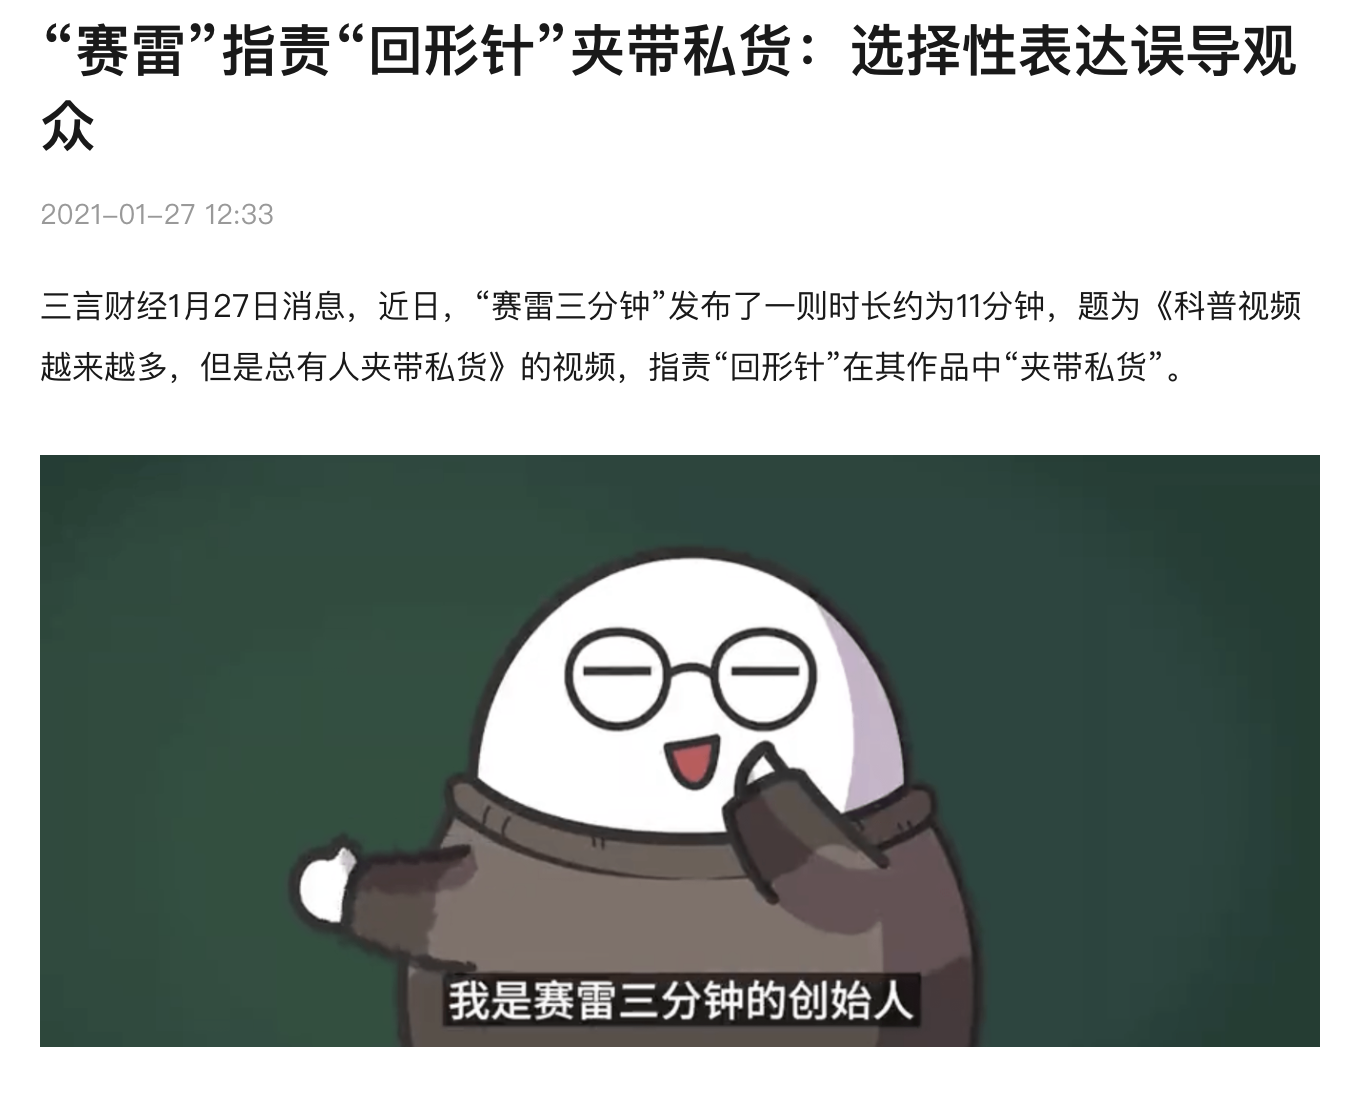 “赛雷”指责“回形针”夹带私货：选择性表达误导观
众
2021-01-27 12:33
三言财经1月27日消息，近日，“赛雷三分钟”发布了一则时长约为11分钟，题为《科普视频
越来越多，但是总有人夹带私货》的视频，指责“回形针”在其作品中“夹带私货”。
我是赛雷三分钟的创始人